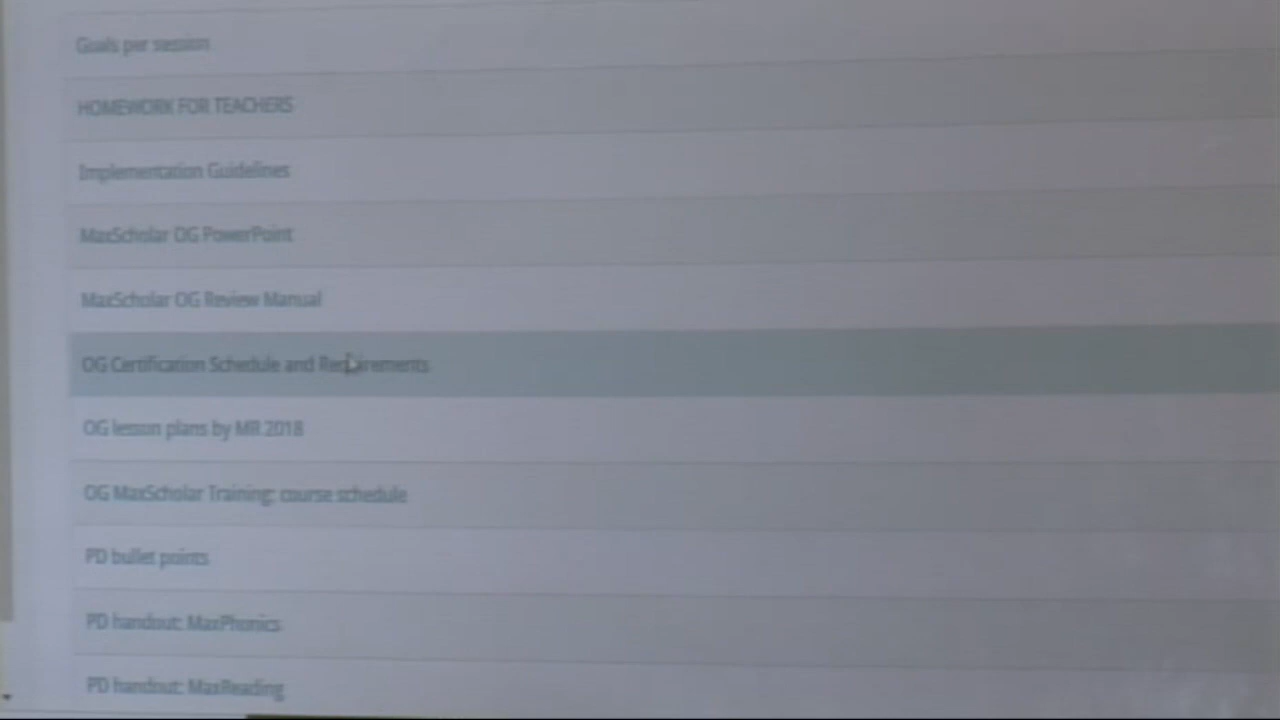 Goals per session
HOMEWORK FOR TEACHERS
Implementation Guidelines
MaxScholar OG PowerPoint
MaxScholar OG Review Manual
OG Certification Schedule and Requirements
OG lesson plans by MR 2018
OG MaxScholar Training: course schedule
PD bullet points
PD handout: MaxPhonics
PD handout: MaxReading